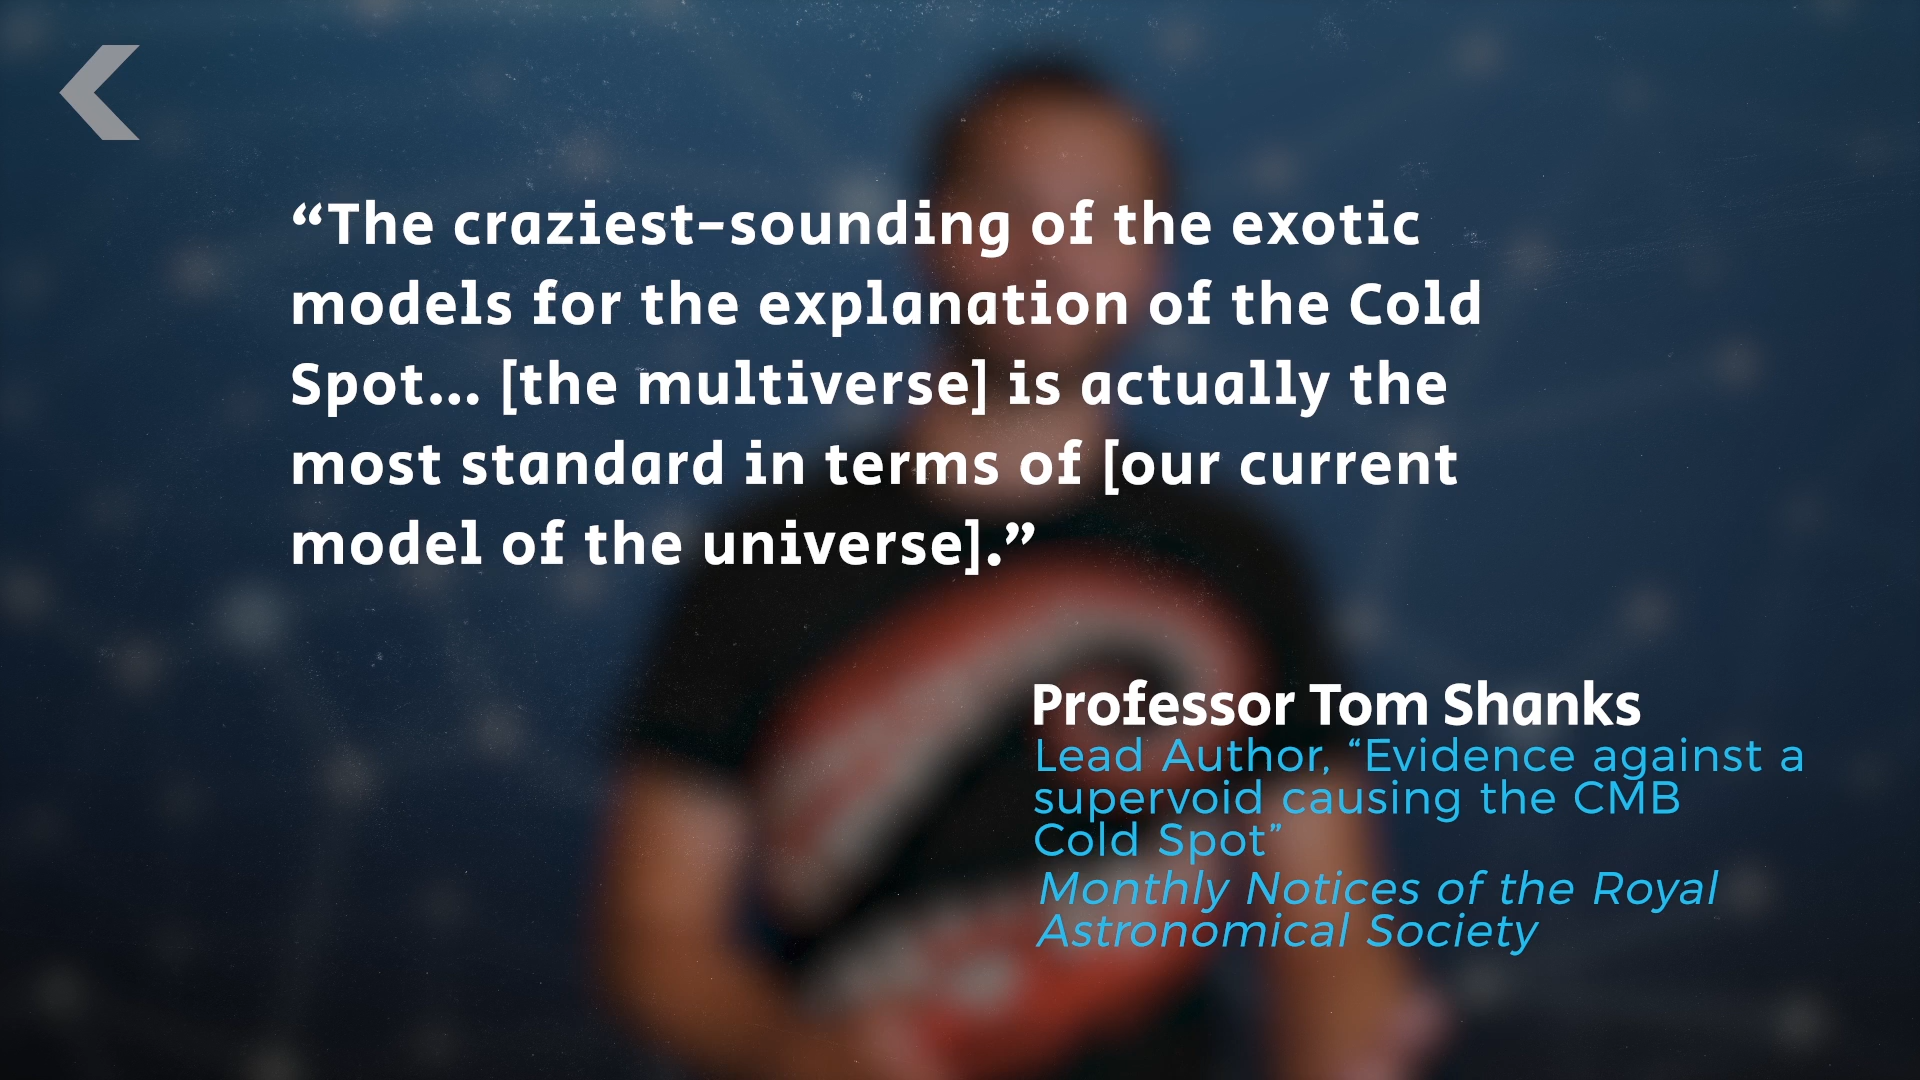 “The craziest-sounding of the exotic
models for the explanation of the Cold
Spot... [the multiverse] is actually the
most standard in terms of [our current
model of the universe].”
Professor Tom Shanks
Lead Author, “Evidence against a
supervoid causing the CMB
Cold Spot”
Monthly Notices of the Royal
Astronomical Society